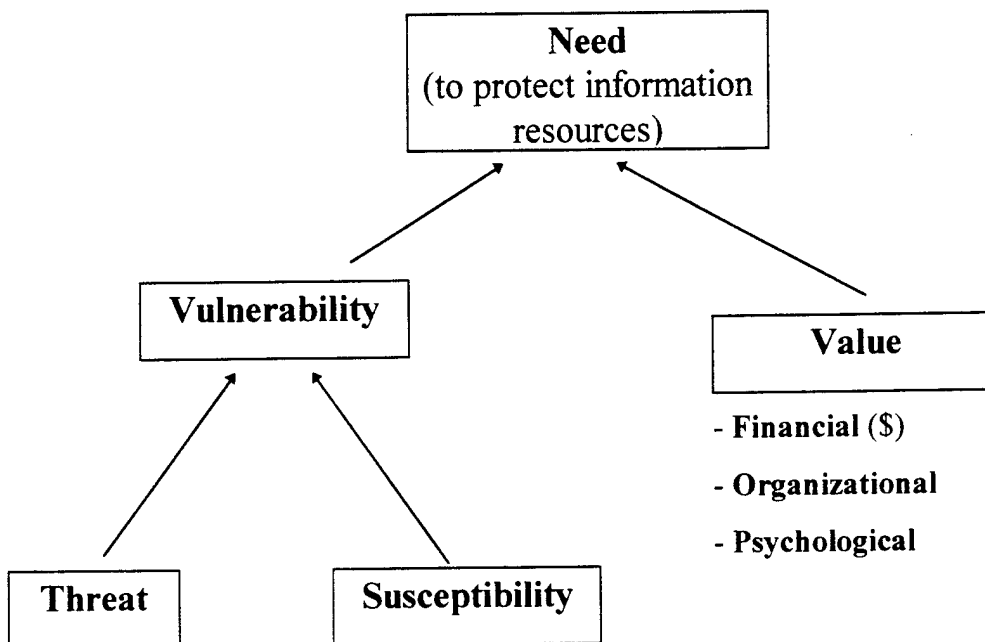 Need
(to protect information
resources)
Vulnerability
Value
- Financial ($)
- Organizational
- Psychological
Threat
Susceptibility